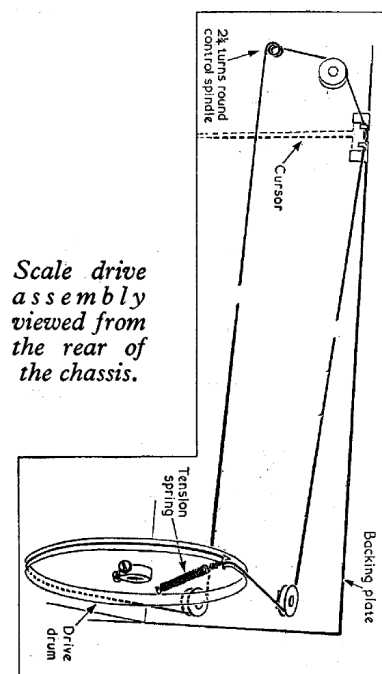 2¼ turns round
control spindle
Cursor
Scale drive
assembly
viewed from
the rear of
the chassis.
Tension
spring
Backing plate
Drive
drum